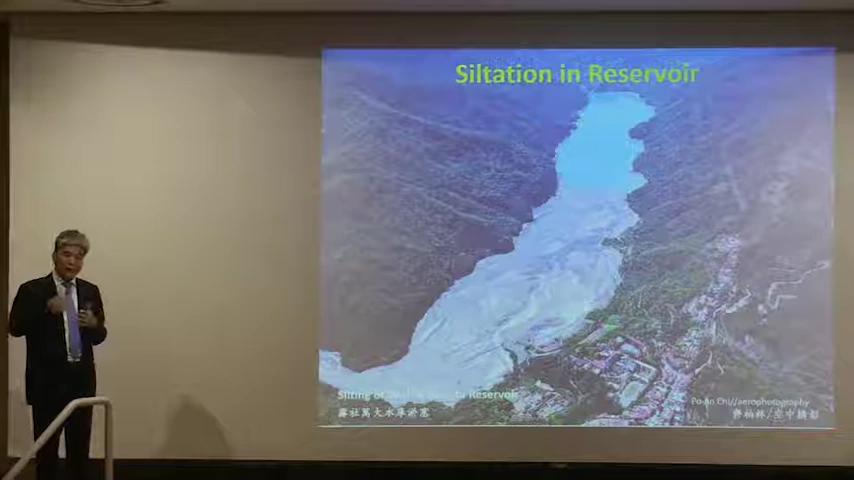 Siltation in Reservoir
Silting of Reservoir
霧社萬大水庫淤塞
Po-An Chi//aerophotography
齊柏林/空中攝影